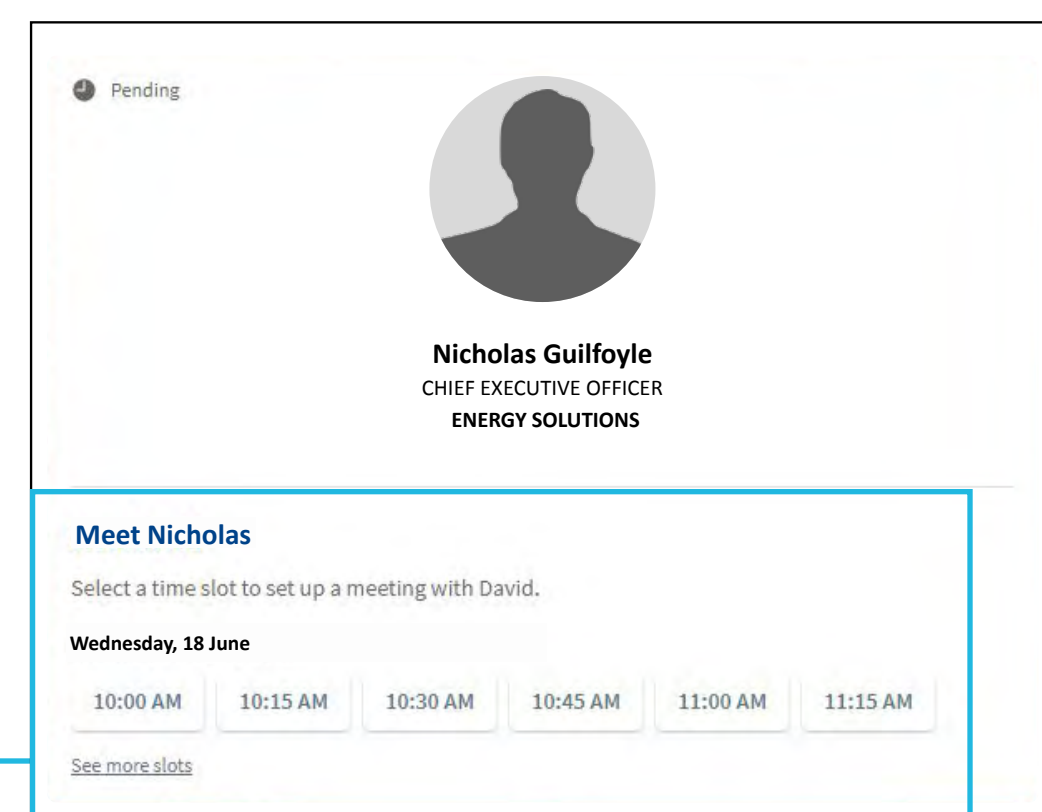 Pending
Nicholas Guilfoyle
CHIEF EXECUTIVE OFFICER
ENERGY SOLUTIONS
Meet Nicholas
Select a time slot to set up a meeting with David.
Wednesday, 18 June
10:00 AM 10:15 AM 10:30 AM 10:45 AM 11:00 AM 11:15 AM
See more slots